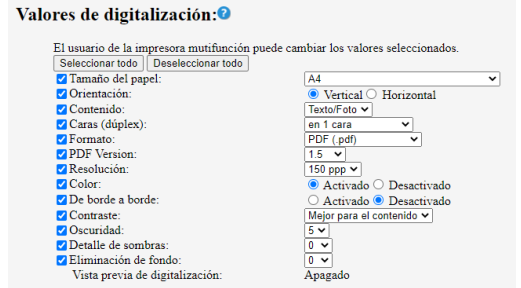 Valores de digitalización:
El usuario de la impresora mutifunción puede cambiar los valores seleccionados.
Seleccionar todo Deseleccionar todo
Tamaño del papel: A4
Orientación: Vertical Horizontal
Contenido: Texto/Foto
Caras (dúplex): en 1 cara
Formato: PDF (.pdf)
PDF Version: 1.5
Resolución: 150 ppp
Color: Activado Desactivado
De borde a borde: Activado Desactivado
Contraste: Mejor para el contenido
Oscuridad: 5
Detalle de sombras: 0
Eliminación de fondo: 0
Vista previa de digitalización: Apagado